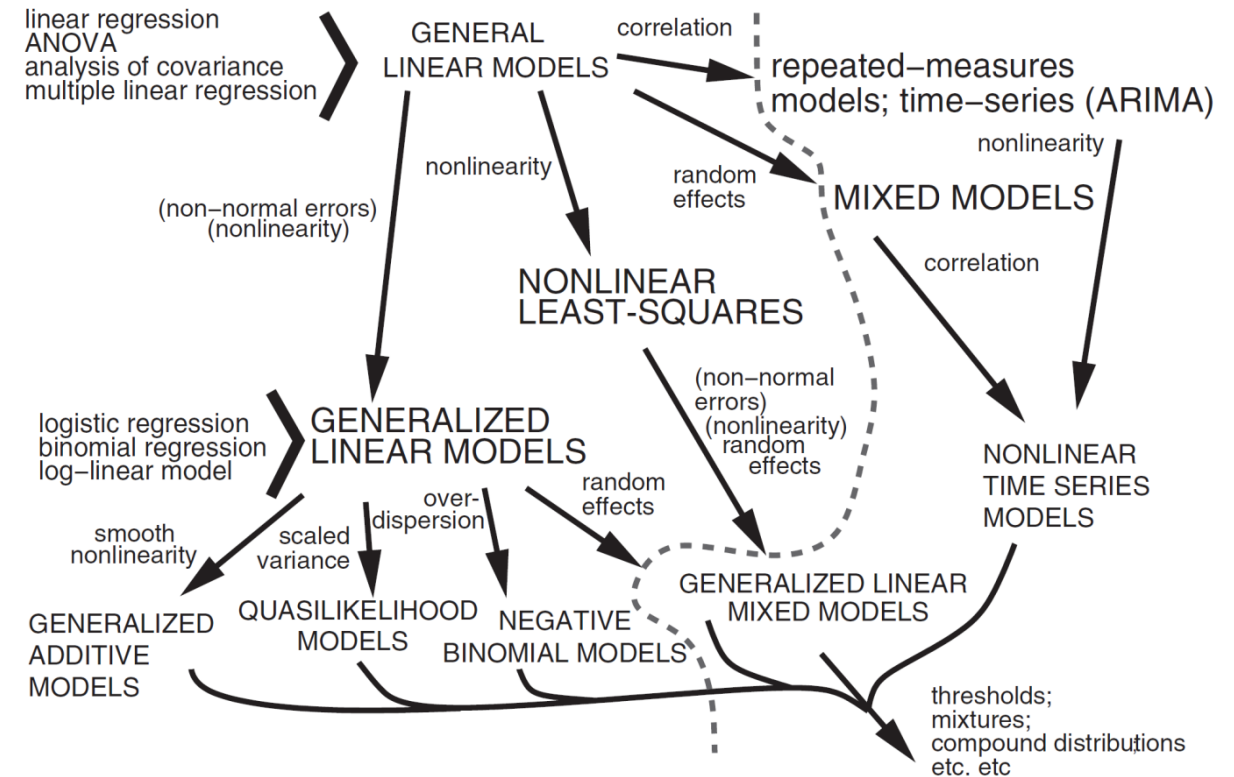 linear regression
ANOVA
analysis of covariance
multiple linear regression
GENERAL
LINEAR MODELS
correlation
repeated−measures
models; time−series (ARIMA)
nonlinearity
nonlinearity
random
effects
MIXED MODELS
(non−normal errors)
(nonlinearity)
correlation
NONLINEAR
LEAST-SQUARES
(non−normal
errors)
(nonlinearity)
random
effects
logistic regression
binomial regression
log−linear model
GENERALIZED
LINEAR MODELS
NONLINEAR
TIME SERIES
MODELS
smooth
nonlinearity
scaled
variance
over-
dispersion
random
effects
GENERALIZED
ADDITIVE
MODELS
QUASILIKELIHOOD
MODELS
NEGATIVE
BINOMIAL MODELS
GENERALIZED LINEAR
MIXED MODELS
thresholds;
mixtures;
compound distributions;
etc. etc